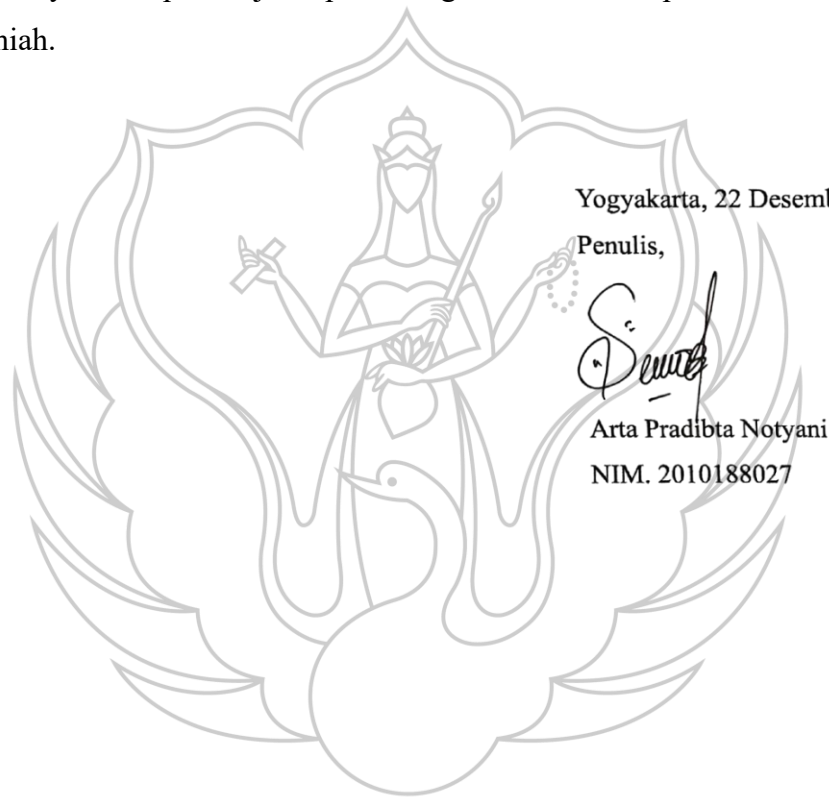 niah.
Yogyakarta, 22 Desemb
Penulis,
Arta Pradibta Notyani
NIM. 2010188027